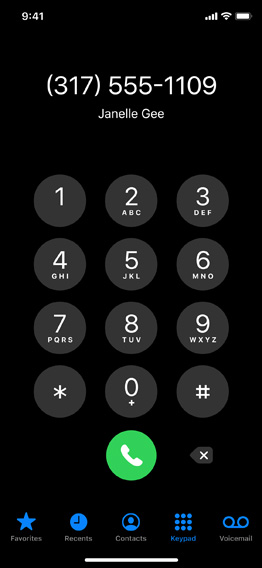 9:41
(317) 555-1109
Janelle Gee
1 2 3
ABC DEF
4 5 6
GHI JKL MNO
7 8 9
PQRS TUV WXYZ
* 0 #
+
Favorites Recents Contacts Keypad Voicemail